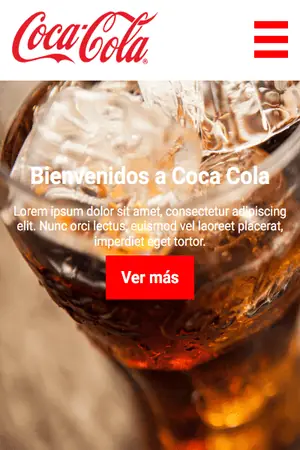 Coca-Cola®
Bienvenidos a Coca Cola
Lorem ipsum dolor sit amet, consectetur adipiscing
elit. Nunc orci lectus, euismod vel laoreet placerat,
imperdiet eget tortor.
Ver más